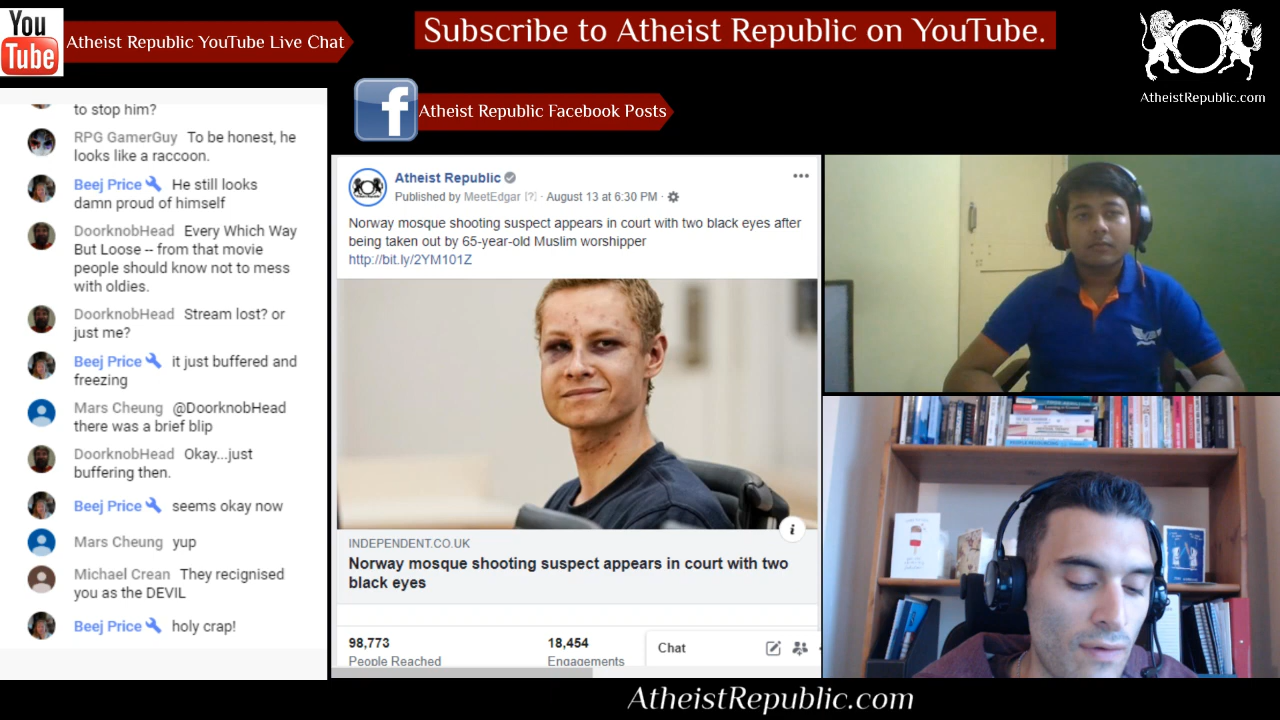 You
Tube
Atheist Republic YouTube Live Chat
Subscribe to Atheist Republic on YouTube.
AtheistRepublic.com
f
Atheist Republic Facebook Posts
to stop him?
RPG GamerGuy To be honest, he
looks like a raccoon.
Beej Price He still looks
damn proud of himself
DoorknobHead Every Which Way
But Loose -- from that movie
people should know not to mess
with oldies.
DoorknobHead Stream lost? or
just me?
Beej Price it just buffered and
freezing
Mars Cheung @DoorknobHead
there was a brief blip
DoorknobHead Okay...just
buffering then.
Beej Price seems okay now
Mars Cheung yup
Michael Crean They recignised
you as the DEVIL
Beej Price holy crap!
Atheist Republic
Published by MeetEdgar [?] · August 13 at 6:30 PM ·
Norway mosque shooting suspect appears in court with two black eyes after
being taken out by 65-year-old Muslim worshipper
http://bit.ly/2YM101Z
i
INDEPENDENT.CO.UK
Norway mosque shooting suspect appears in court with two
black eyes
98,773
People Reached
18,454
Engagements
Chat
AtheistRepublic.com